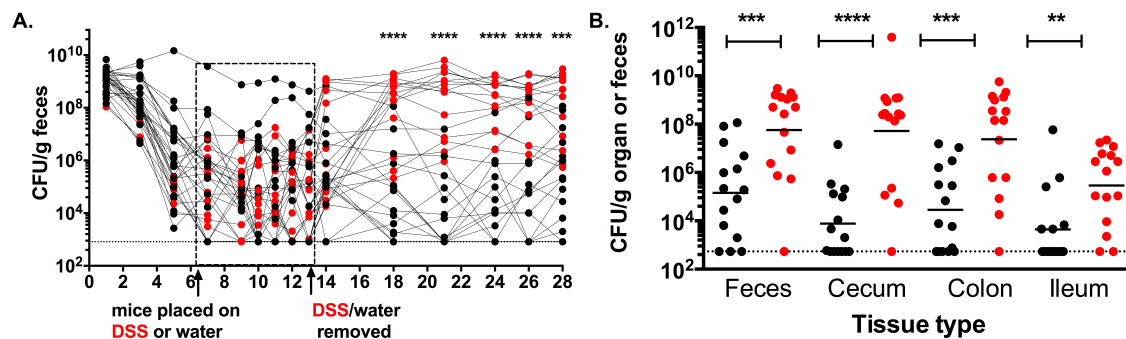 A.
CFU/g feces
10^10
10^8
10^6
10^4
10^2
**** **** **** **** ***
0 2 4 6 8 10 12 14 16 18 20 22 24 26 28
mice placed on
DSS or water
DSS/water
removed
B.
CFU/g organ or feces
10^12
10^10
10^8
10^6
10^4
10^2
*** **** *** **
Feces Cecum Colon Ileum
Tissue type